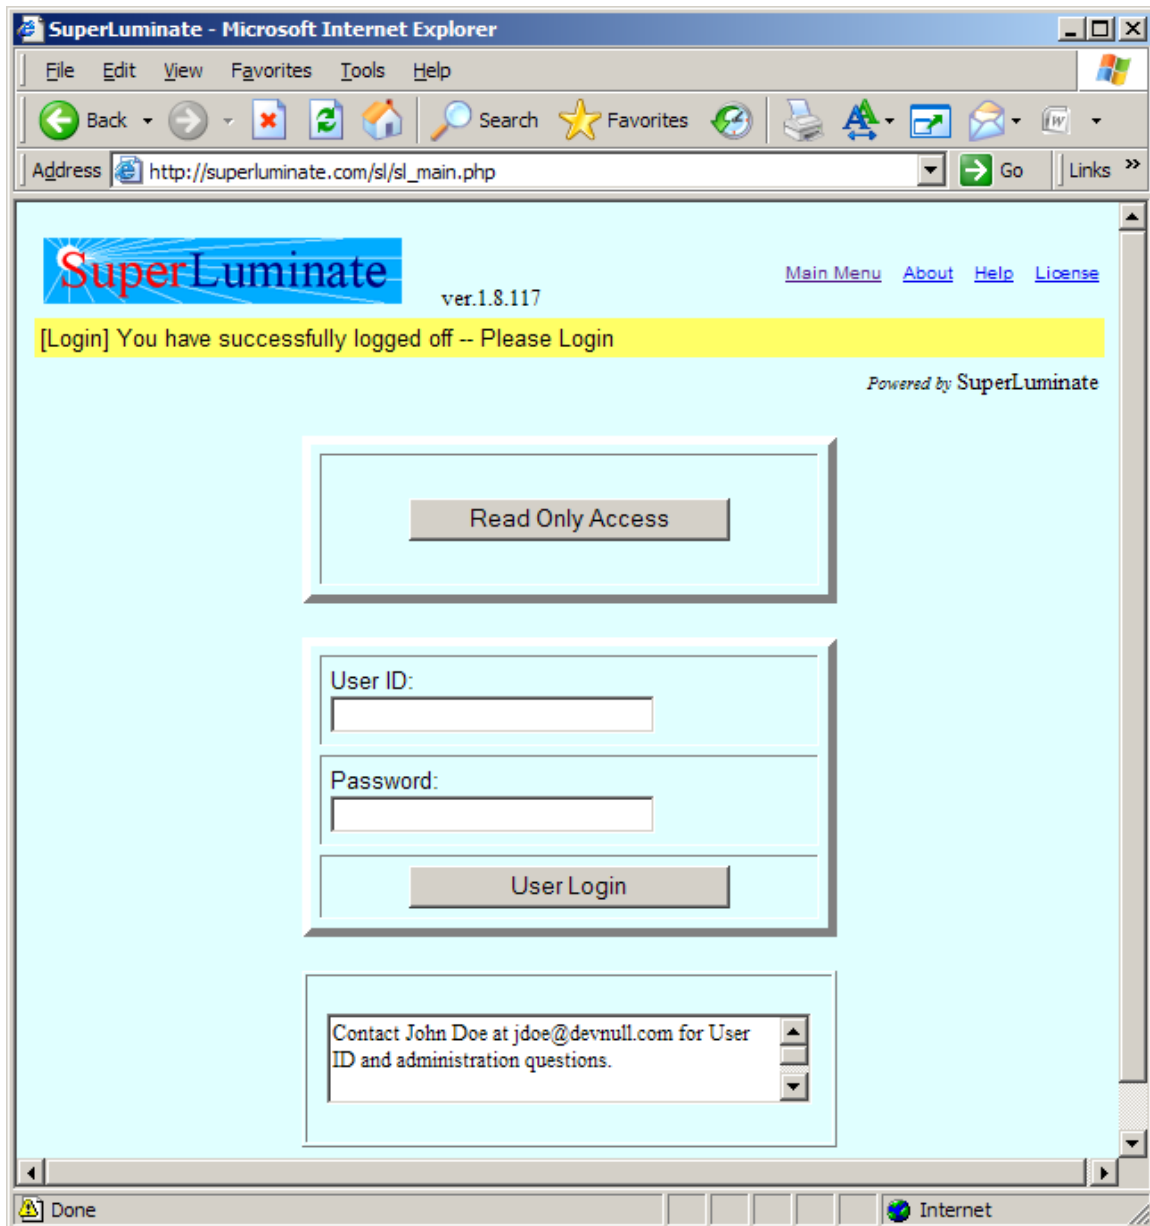 SuperLuminate - Microsoft Internet Explorer
File Edit View Favorites Tools Help
Back Search Favorites W
Address http://superluminate.com/sl/sl_main.php Go Links »
SuperLuminate ver.1.8.117 Main Menu About Help License
[Login] You have successfully logged off -- Please Login
Powered by SuperLuminate
Read Only Access
User ID:
Password:
User Login
Contact John Doe at jdoe@devnull.com for User
ID and administration questions.
Done Internet